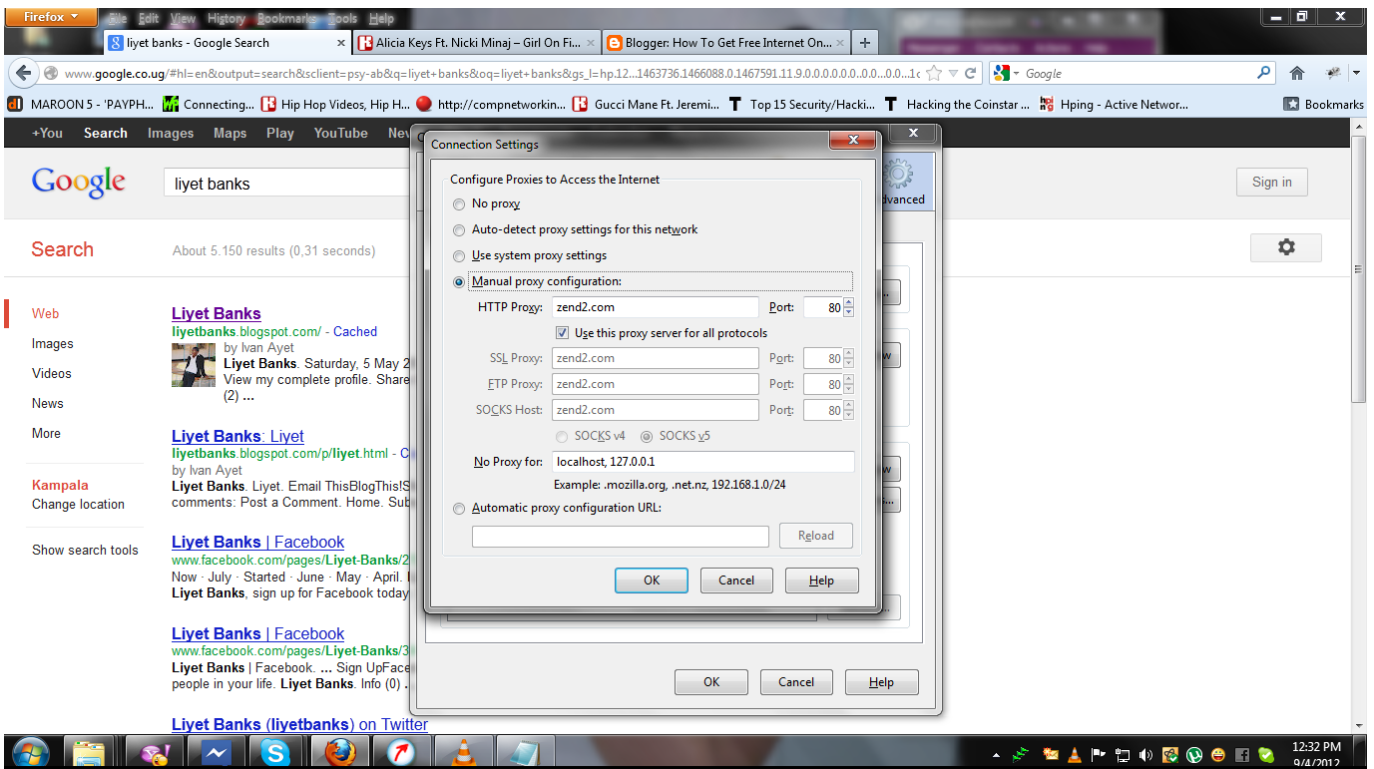 Firefox
File Edit View History Bookmarks Tools Help
liyet banks - Google Search
Alicia Keys Ft. Nicki Minaj – Girl On Fi...
Blogger: How To Get Free Internet On...
www.google.co.ug/#hl=en&output=search&sclient=psy-ab&q=liyet+banks&oq=liyet+banks&gs_l=hp.12...1463736.1466088.0.1467591.11.9.0.0.0.0.0.0..0.0...0.0...1c
Google
MAROON 5 - 'PAYPH...
Connecting...
Hip Hop Videos, Hip H...
http://compnetworkin...
Gucci Mane Ft. Jeremi...
Top 15 Security/Hacki...
Hacking the Coinstar ...
Hping - Active Networ...
Bookmarks
+You Search Images Maps Play YouTube
Google
liyet banks
Sign in
Search
About 5.150 results (0,31 seconds)
Web
Images
Videos
News
More
Kampala
Change location
Show search tools
Liyet Banks
liyetbanks.blogspot.com/ - Cached
by Ivan Ayet
Liyet Banks. Saturday, 5 May 2
View my complete profile. Share
(2) ...
Liyet Banks: Liyet
liyetbanks.blogspot.com/p/liyet.html - C
by Ivan Ayet
Liyet Banks. Liyet. Email ThisBlogThis!S
comments: Post a Comment. Home. Sub
Liyet Banks | Facebook
www.facebook.com/pages/Liyet-Banks/2
Now · July · Started · June · May · April.
Liyet Banks, sign up for Facebook today
Liyet Banks | Facebook
www.facebook.com/pages/Liyet-Banks/3
Liyet Banks | Facebook. ... Sign UpFace
people in your life. Liyet Banks. Info (0) .
Liyet Banks (liyetbanks) on Twitter
Connection Settings
Configure Proxies to Access the Internet
No proxy
Auto-detect proxy settings for this network
Use system proxy settings
Manual proxy configuration:
HTTP Proxy: zend2.com Port: 80
Use this proxy server for all protocols
SSL Proxy: zend2.com Port: 80
FTP Proxy: zend2.com Port: 80
SOCKS Host: zend2.com Port: 80
SOCKS v4 SOCKS v5
No Proxy for: localhost, 127.0.0.1
Example: .mozilla.org, .net.nz, 192.168.1.0/24
Automatic proxy configuration URL:
Reload
OK Cancel Help
dvanced
OK Cancel Help
12:32 PM
9/4/2012